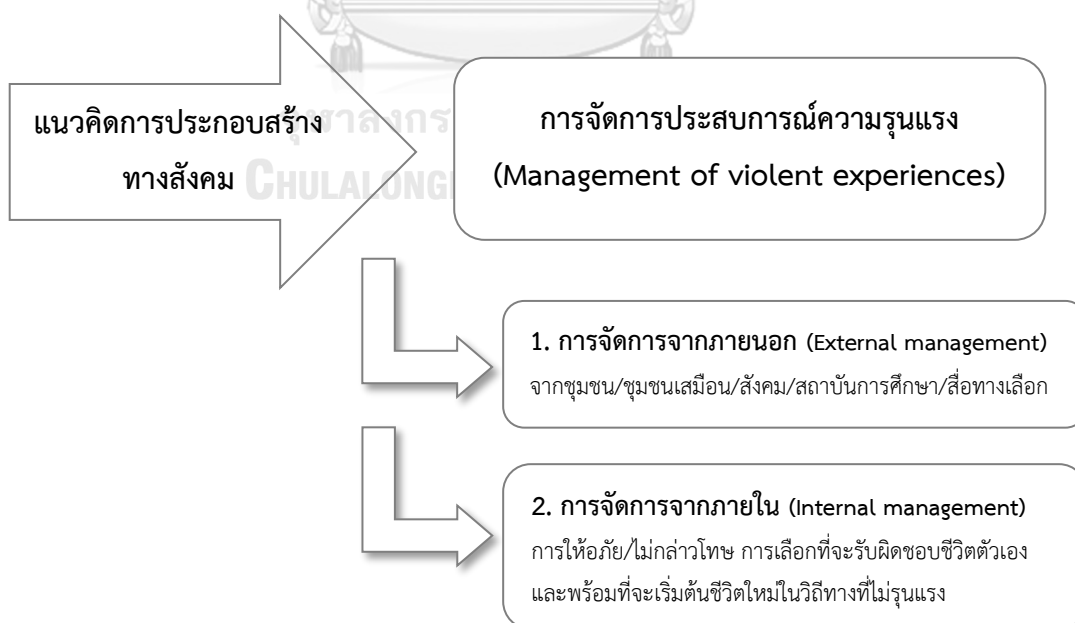 แนวคิดการประกอบสร้าง
ทางสังคม
การจัดการประสบการณ์ความรุนแรง
(Management of violent experiences)
1. การจัดการจากภายนอก (External management)
จากชุมชน/ชุมชนเสมือน/สังคม/สถาบันการศึกษา/สื่อทางเลือก
2. การจัดการจากภายใน (Internal management)
การให้อภัย/ไม่กล่าวโทษ การเลือกที่จะรับผิดชอบชีวิตตัวเอง
และพร้อมที่จะเริ่มต้นชีวิตใหม่ในวิถีทางที่ไม่รุนแรง